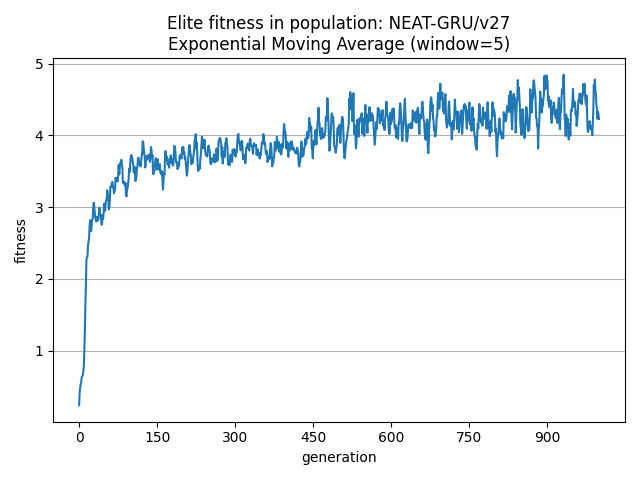 Elite fitness in population: NEAT-GRU/v27
Exponential Moving Average (window=5)
5
4
3
2
1
fitness
0 150 300 450 600 750 900
generation